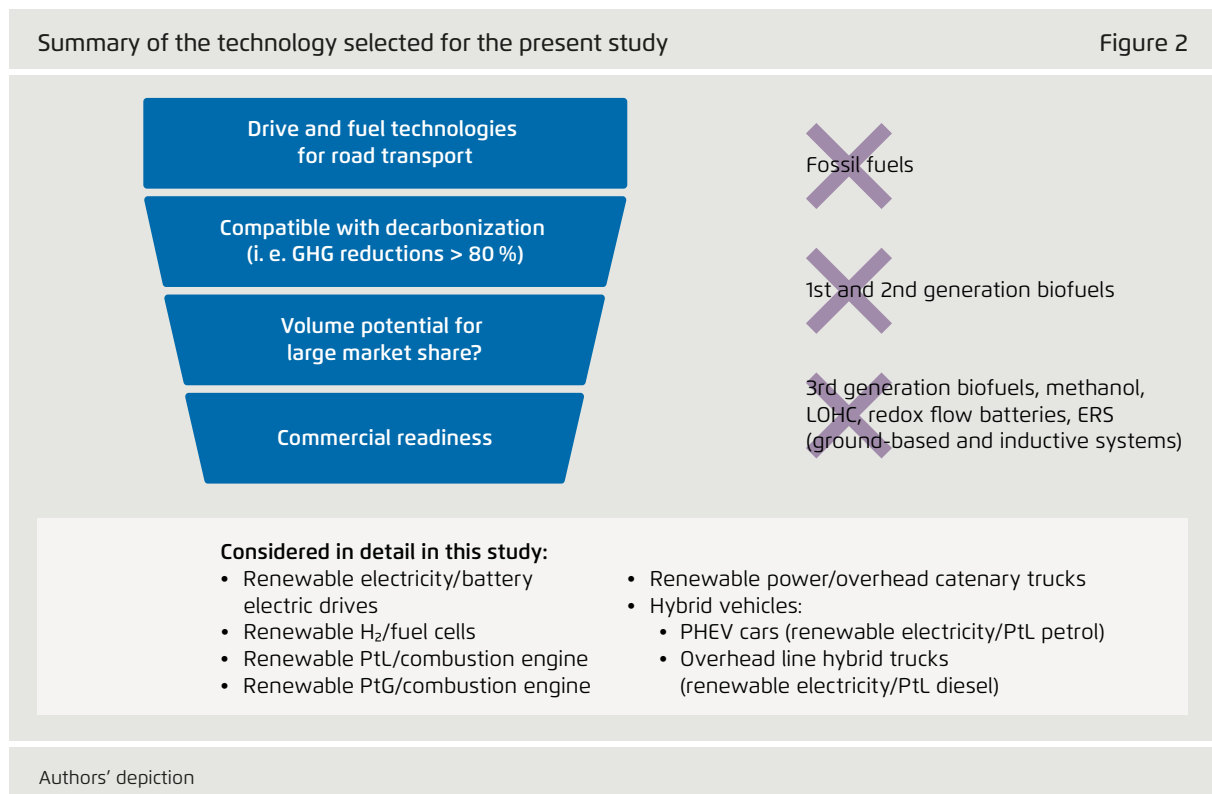 Summary of the technology selected for the present study
Figure 2
Drive and fuel technologies
for road transport
Fossil fuels
Compatible with decarbonization
(i. e. GHG reductions > 80 %)
1st and 2nd generation biofuels
Volume potential for
large market share?
3rd generation biofuels, methanol,
LOHC, redox flow batteries, ERS
(ground-based and inductive systems)
Commercial readiness
Considered in detail in this study:
• Renewable electricity/battery
electric drives
• Renewable H₂/fuel cells
• Renewable PtL/combustion engine
• Renewable PtG/combustion engine
• Renewable power/overhead catenary trucks
• Hybrid vehicles:
• PHEV cars (renewable electricity/PtL petrol)
• Overhead line hybrid trucks
(renewable electricity/PtL diesel)
Authors’ depiction